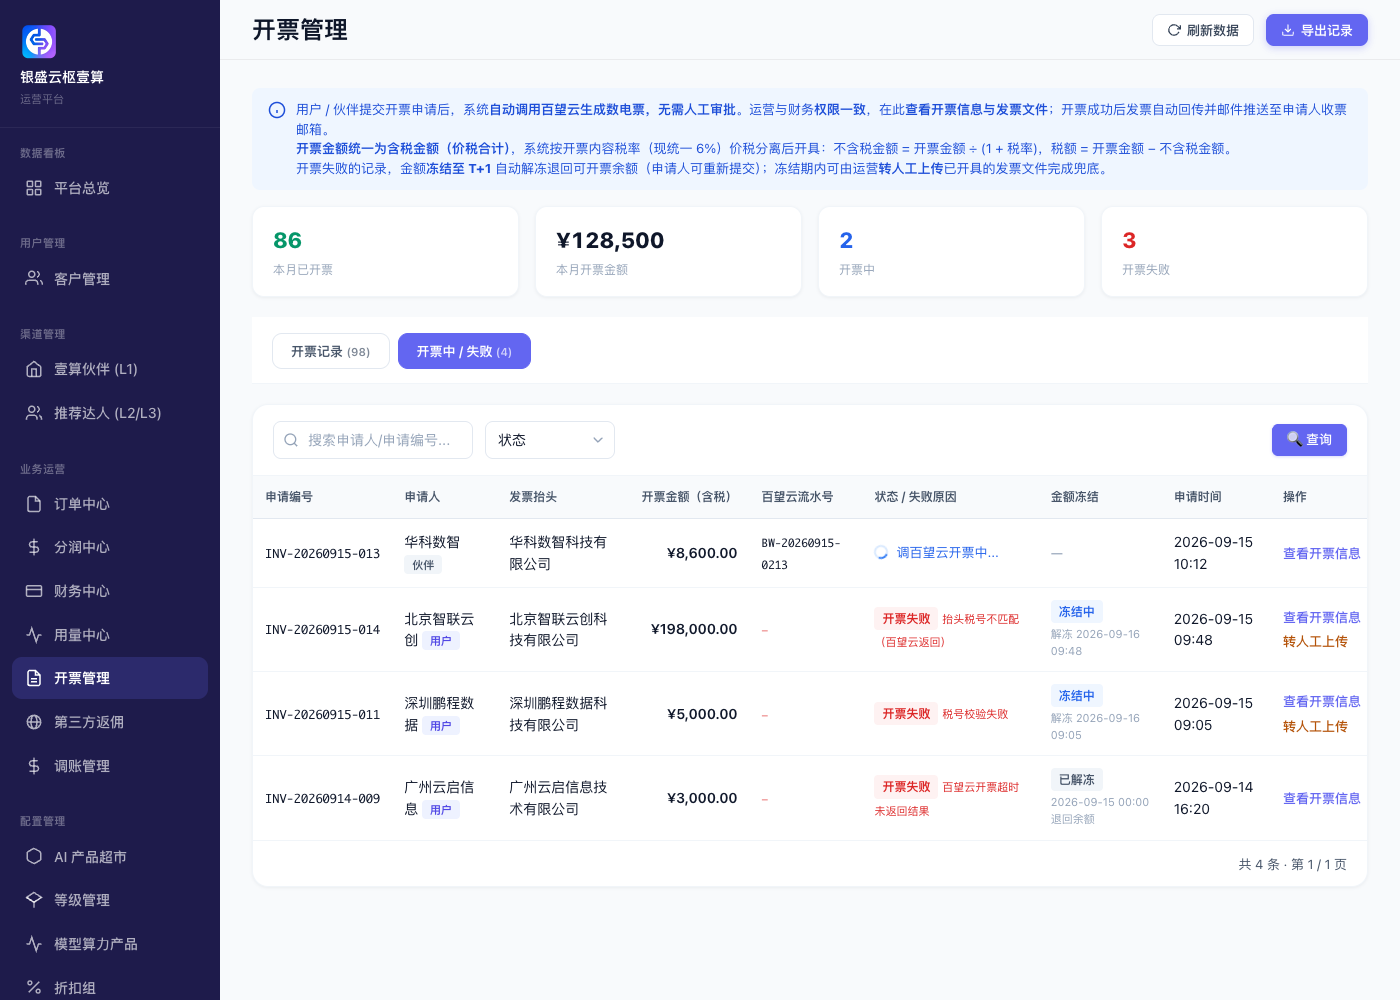 银盛云枢壹算
运营平台
数据看板
平台总览
用户管理
客户管理
渠道管理
壹算伙伴 (L1)
推荐达人 (L2/L3)
业务运营
订单中心
分润中心
财务中心
用量中心
开票管理
第三方返佣
调账管理
配置管理
AI 产品超市
等级管理
模型算力产品
折扣组
开票管理
刷新数据
导出记录
用户 / 伙伴提交开票申请后，系统自动调用百望云生成数电票，无需人工审批。运营与财务权限一致，在此查看开票信息与发票文件；开票成功后发票自动回传并邮件推送至申请人收票
邮箱。
开票金额统一为含税金额（价税合计），系统按开票内容税率（现统一 6%）价税分离后开具：不含税金额 = 开票金额 ÷ (1 + 税率)，税额 = 开票金额 − 不含税金额。
开票失败的记录，金额冻结至 T+1 自动解冻退回可开票余额（申请人可重新提交）；冻结期内可由运营转人工上传已开具的发票文件完成兜底。
86
本月已开票
¥128,500
本月开票金额
2
开票中
3
开票失败
开票记录 (98)
开票中 / 失败 (4)
搜索申请人/申请编号...
状态
🔍 查询
申请编号 申请人 发票抬头 开票金额（含税） 百望云流水号 状态 / 失败原因 金额冻结 申请时间 操作
INV-20260915-013
华科数智
伙伴
华科数智科技有
限公司
¥8,600.00
BW-20260915-
0213
调百望云开票中...
—
2026-09-15
10:12
查看开票信息
INV-20260915-014
北京智联云
创 用户
北京智联云创科
技有限公司
¥198,000.00
–
开票失败 抬头税号不匹配
（百望云返回）
冻结中
解冻 2026-09-16
09:48
2026-09-15
09:48
查看开票信息
转人工上传
INV-20260915-011
深圳鹏程数
据 用户
深圳鹏程数据科
技有限公司
¥5,000.00
–
开票失败 税号校验失败
冻结中
解冻 2026-09-16
09:05
2026-09-15
09:05
查看开票信息
转人工上传
INV-20260914-009
广州云启信
息 用户
广州云启信息技
术有限公司
¥3,000.00
–
开票失败 百望云开票超时
未返回结果
已解冻
2026-09-15 00:00
退回余额
2026-09-14
16:20
查看开票信息
共 4 条 · 第 1 / 1 页